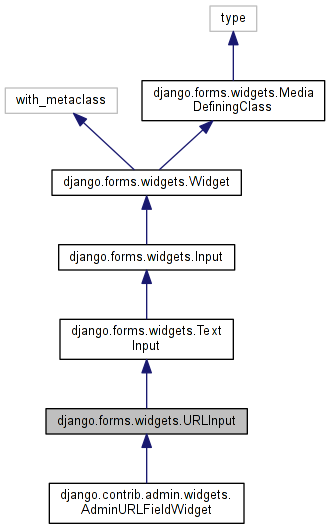 type
with_metaclass
django.forms.widgets.Media
DefiningClass
django.forms.widgets.Widget
django.forms.widgets.Input
django.forms.widgets.Text
Input
django.forms.widgets.URLInput
django.contrib.admin.widgets.
AdminURLFieldWidget